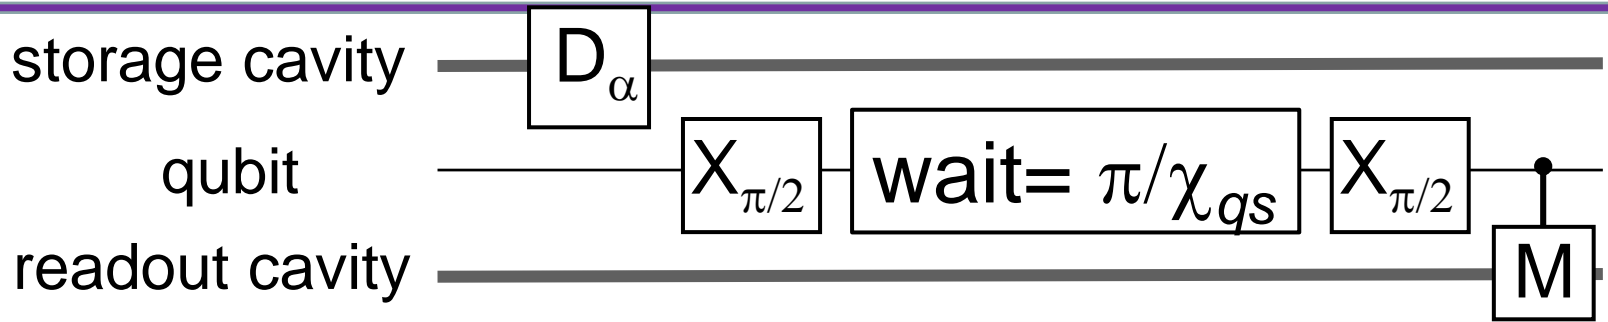 storage cavity
D_α
qubit
X_π/2
wait= π/χ_qs
X_π/2
readout cavity
M